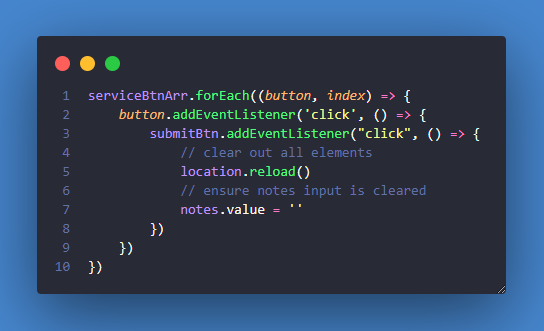 1 serviceBtnArr.forEach((button, index) => {
2     button.addEventListener('click', () => {
3         submitBtn.addEventListener("click", () => {
4             // clear out all elements
5             location.reload()
6             // ensure notes input is cleared
7             notes.value = ''
8         })
9     })
10 })